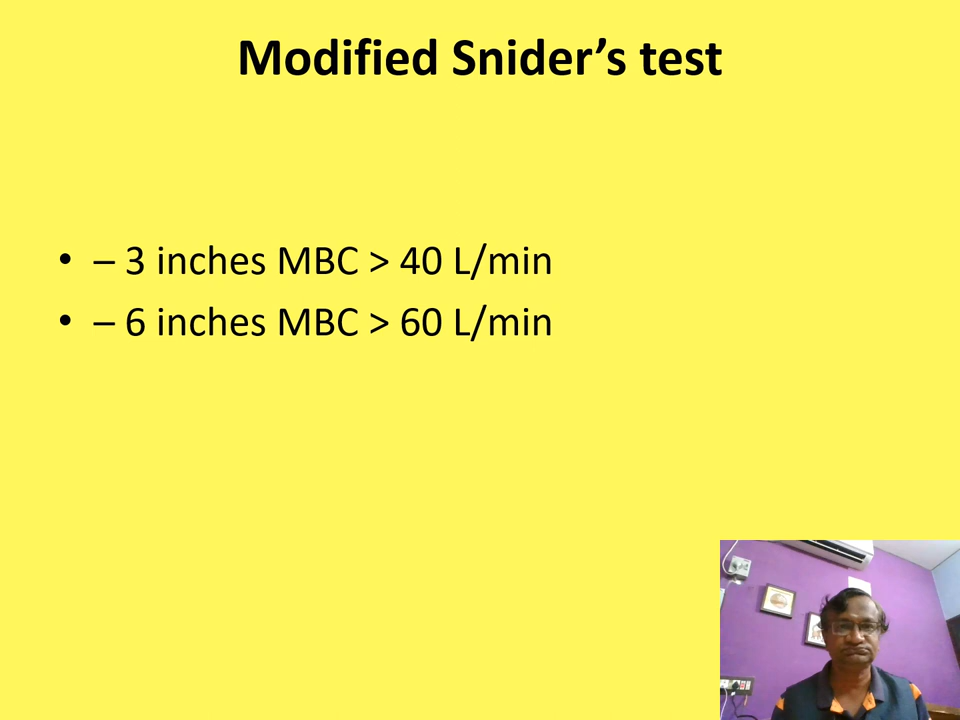 Modified Snider’s test
• – 3 inches MBC > 40 L/min
• – 6 inches MBC > 60 L/min